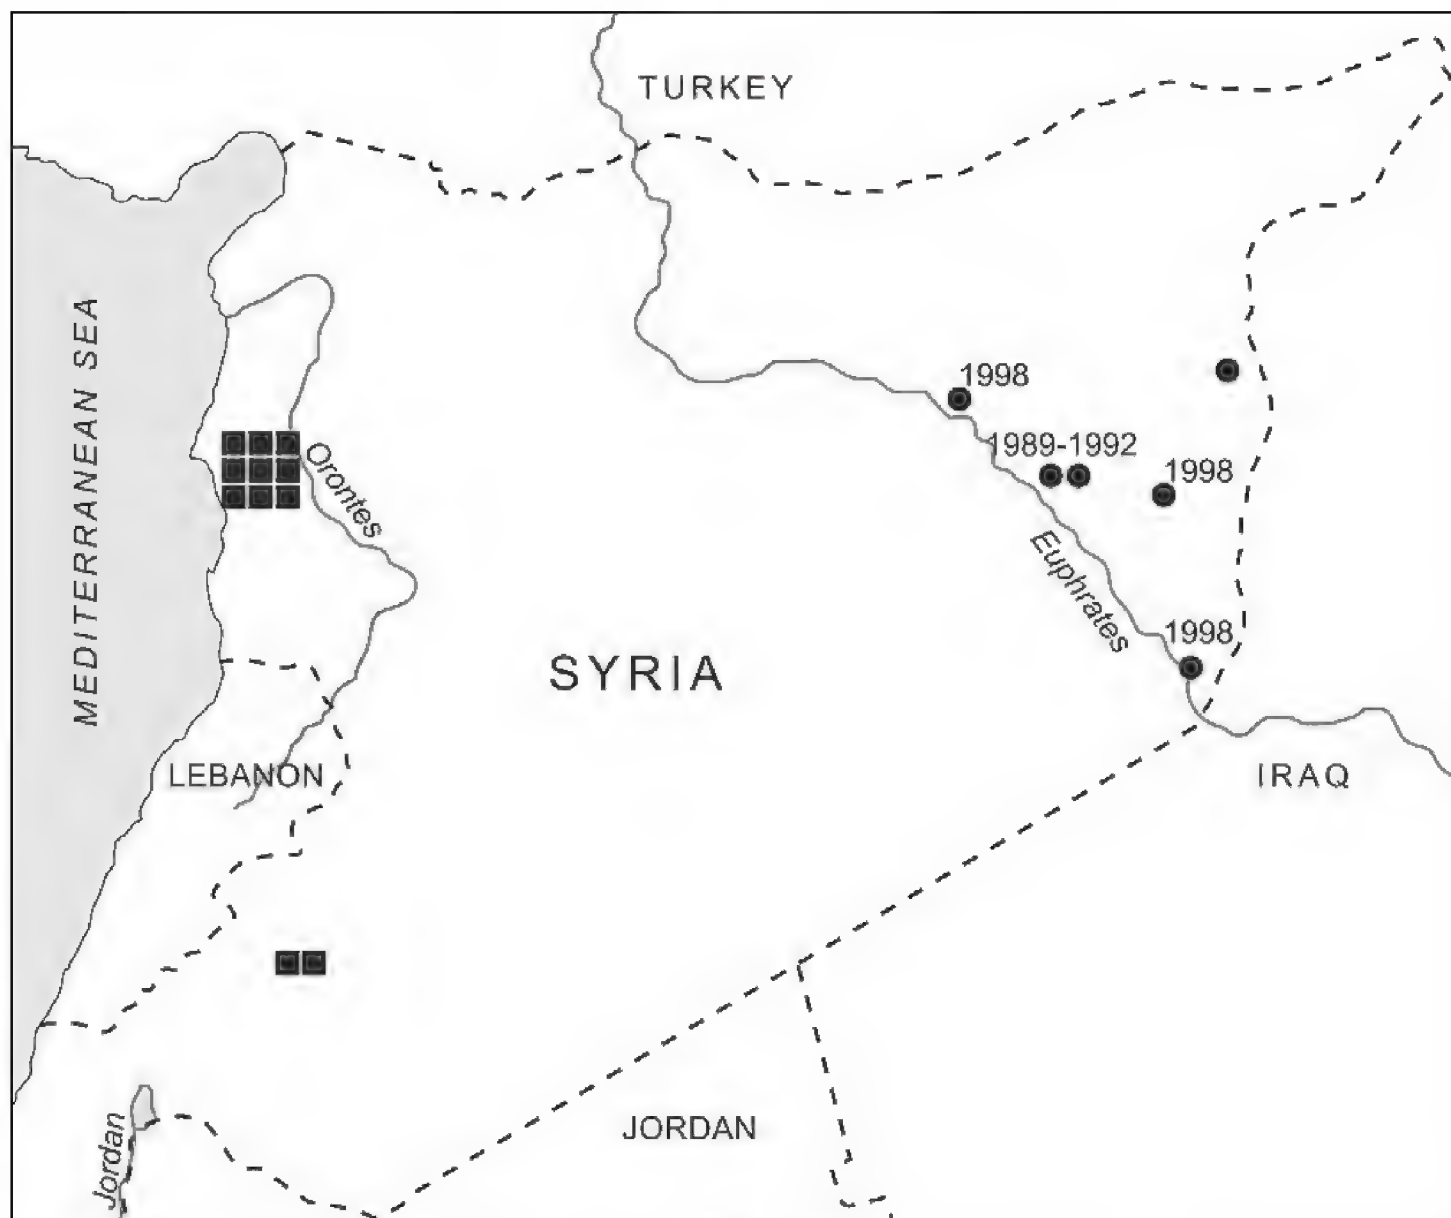 TURKEY
MEDITERRANEAN SEA
1998
1989-1992
1998
Orontes
Euphrates
1998
SYRIA
LEBANON
IRAQ
JORDAN
Jordan